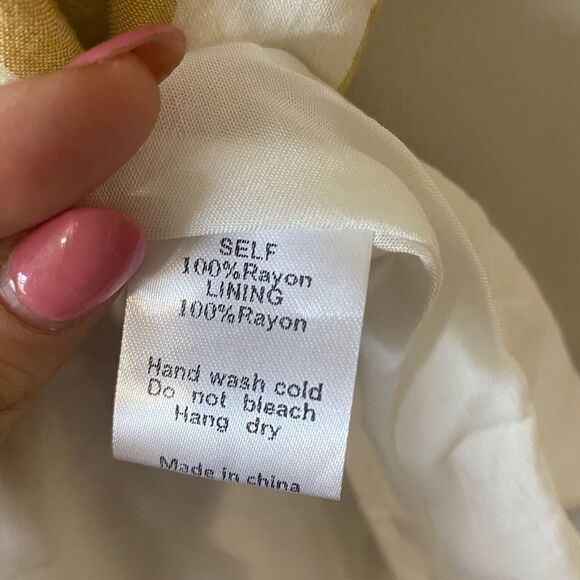 SELF
100%Rayon
LINING
100%Rayon
Hand wash cold
Do not bleach
Hang dry
Made in china